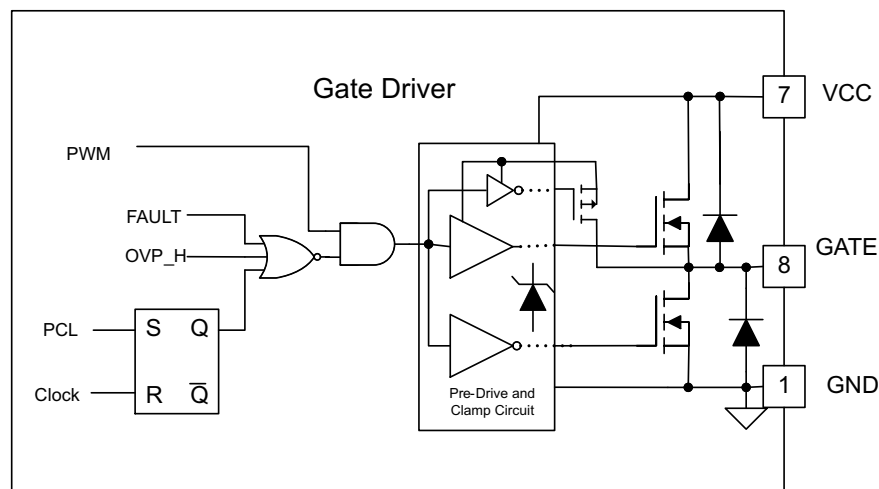 Gate Driver
7
VCC
PWM
FAULT
OVP_H
GATE
8
PCL
S Q
Clock
R Q̅
Pre-Drive and
Clamp Circuit
1
GND